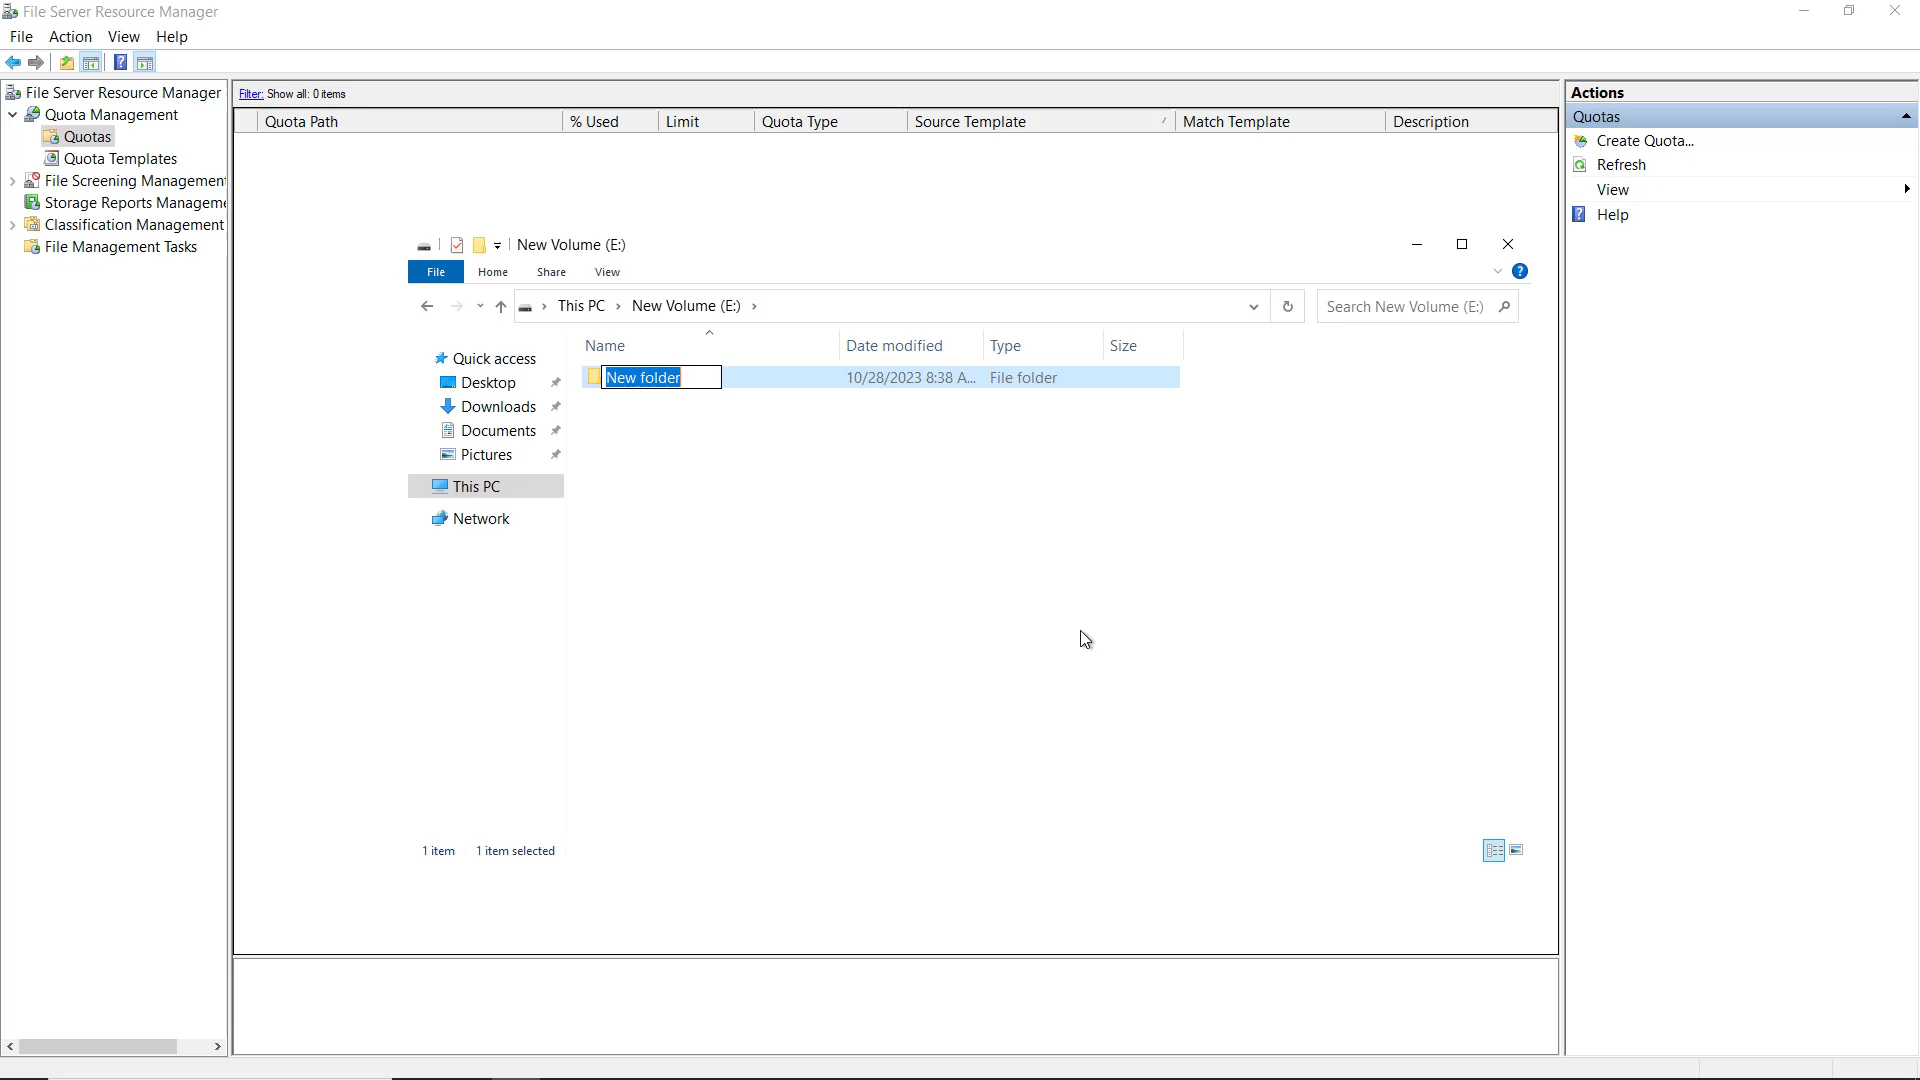 File Server Resource Manager
File Action View Help
File Server Resource Manager
Quota Management
Quotas
Quota Templates
File Screening Managemen
Storage Reports Manageme
Classification Management
File Management Tasks
Filter: Show all: 0 items
Quota Path % Used Limit Quota Type Source Template Match Template Description
New Volume (E:)
File Home Share View
This PC New Volume (E:)
Search New Volume (E:)
Name Date modified Type Size
New folder 10/28/2023 8:38 A... File folder
Quick access
Desktop
Downloads
Documents
Pictures
This PC
Network
1 item 1 item selected
Actions
Quotas
Create Quota...
Refresh
View
Help